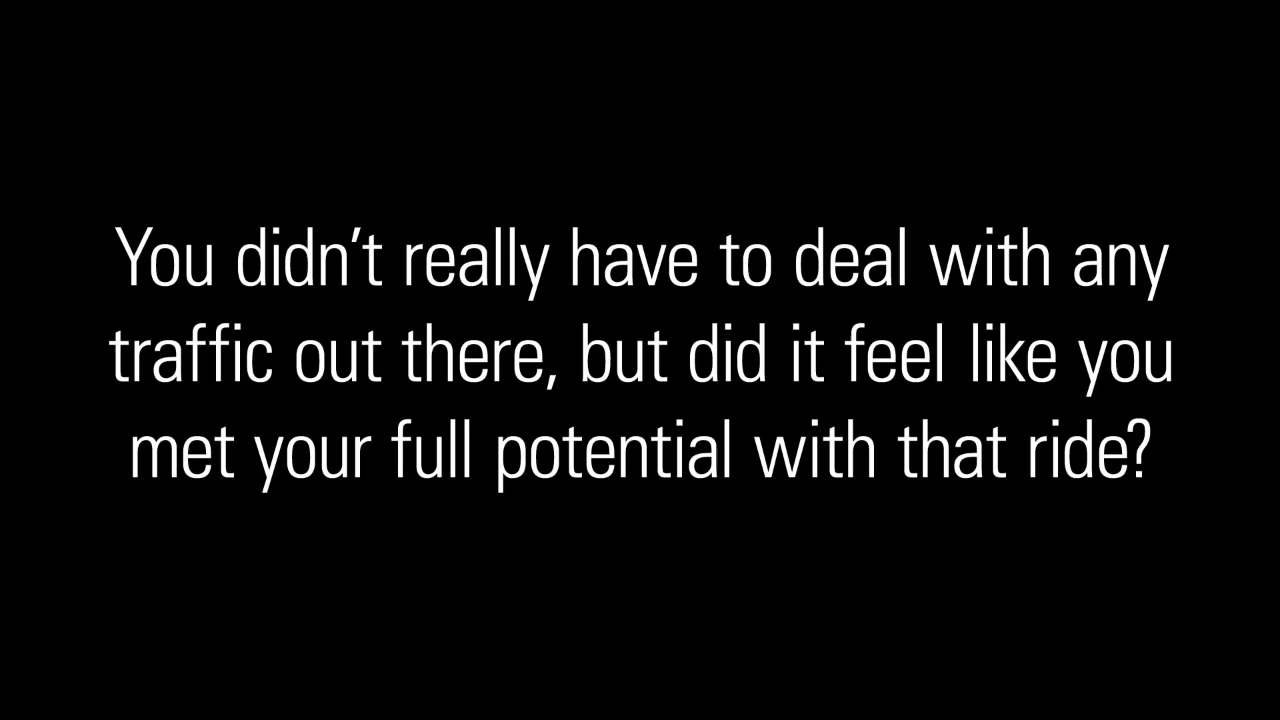 You didn’t really have to deal with any
traffic out there, but did it feel like you
met your full potential with that ride?